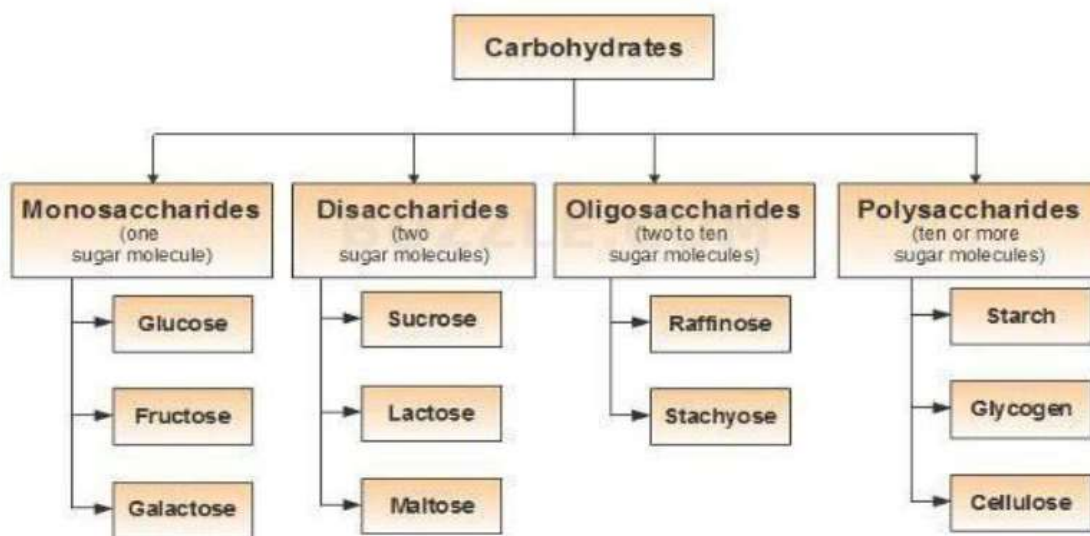 Carbohydrates
Monosaccharides
(one
sugar molecule)
Glucose
Fructose
Galactose
Disaccharides
(two
sugar molecules)
Sucrose
Lactose
Maltose
Oligosaccharides
(two to ten
sugar molecules)
Raffinose
Stachyose
Polysaccharides
(ten or more
sugar molecules)
Starch
Glycogen
Cellulose